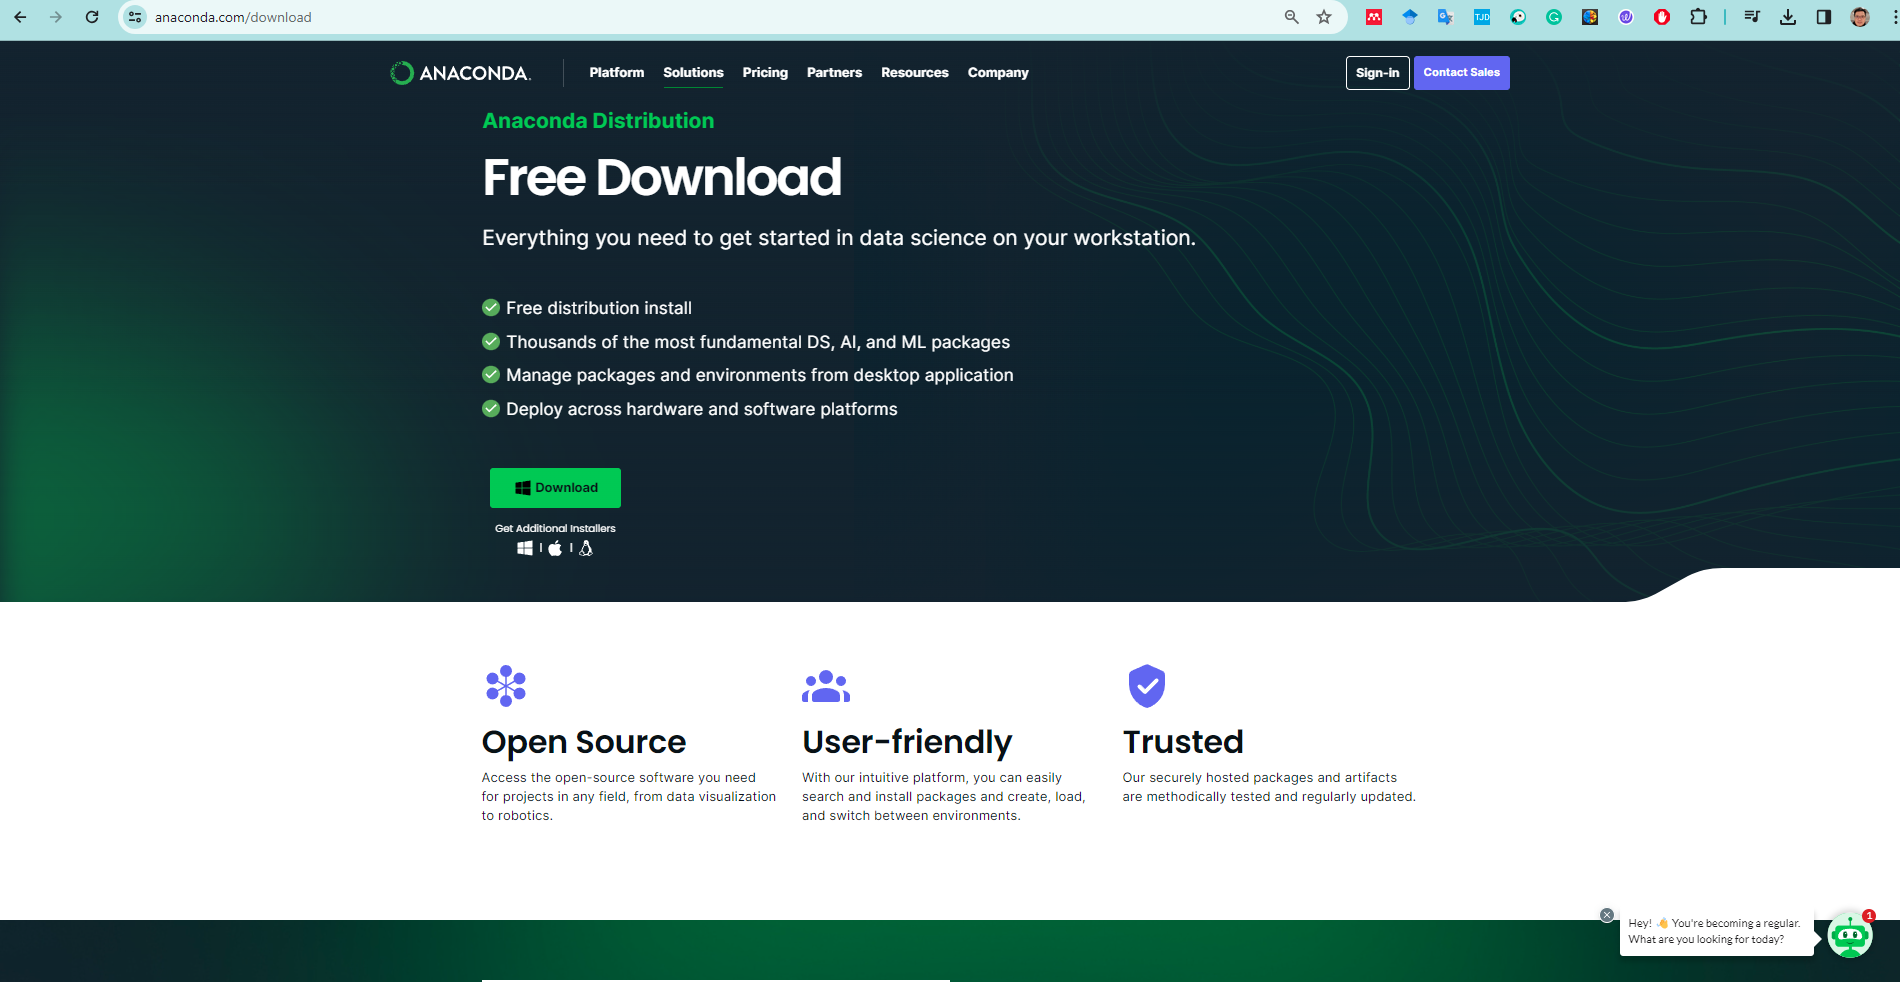 anaconda.com/download
TJD
ANACONDA.
Platform Solutions Pricing Partners Resources Company
Sign-in
Contact Sales
Anaconda Distribution
Free Download
Everything you need to get started in data science on your workstation.
Free distribution install
Thousands of the most fundamental DS, AI, and ML packages
Manage packages and environments from desktop application
Deploy across hardware and software platforms
Download
Get Additional Installers
Open Source
Access the open-source software you need
for projects in any field, from data visualization
to robotics.
User-friendly
With our intuitive platform, you can easily
search and install packages and create, load,
and switch between environments.
Trusted
Our securely hosted packages and artifacts
are methodically tested and regularly updated.
Hey! 👋 You're becoming a regular.
What are you looking for today?
1